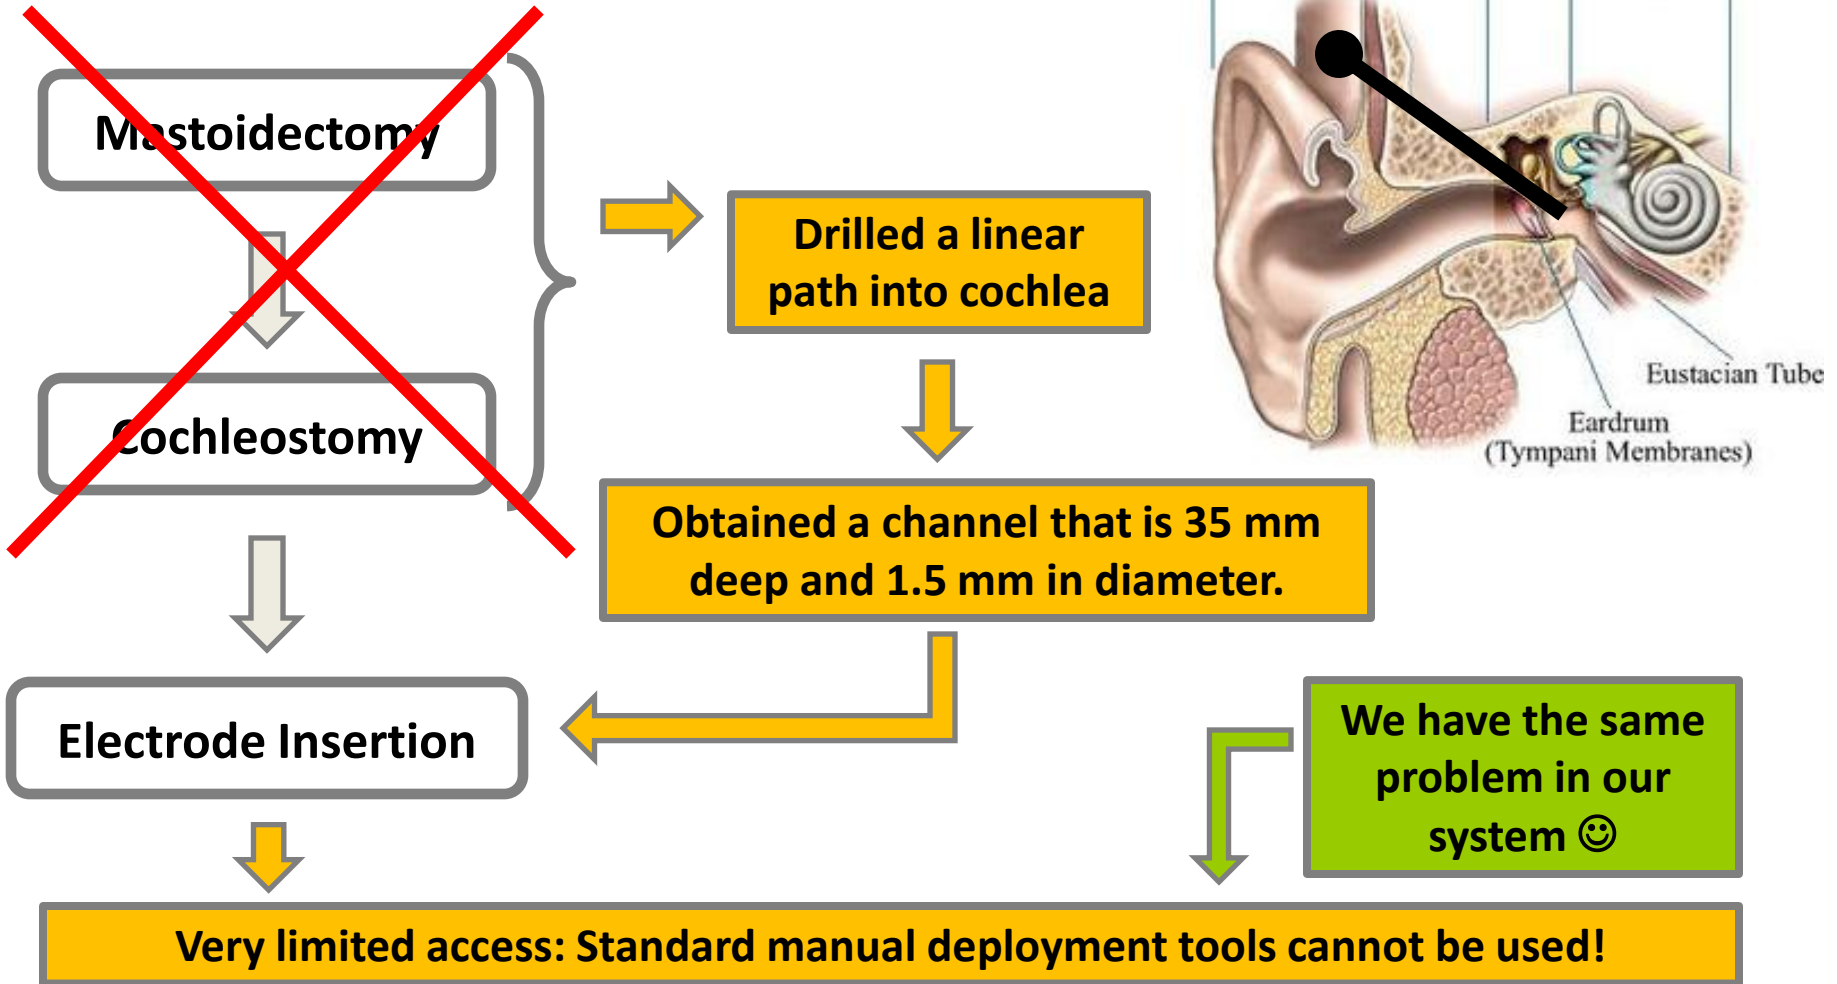 Mastoidectomy
Cochleostomy
Electrode Insertion
Drilled a linear
path into cochlea
Obtained a channel that is 35 mm
deep and 1.5 mm in diameter.
Eustacian Tube
Eardrum
(Tympani Membranes)
We have the same
problem in our
system ☺
Very limited access: Standard manual deployment tools cannot be used!